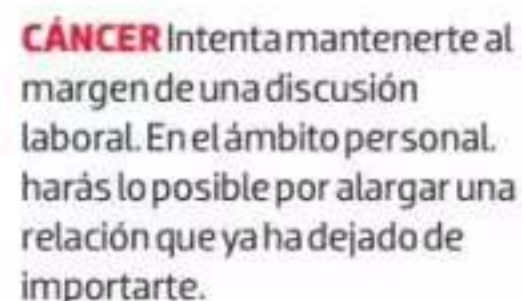 CÁNCER Intenta mantenerte al
margen de una discusión
laboral. En el ámbito personal.
harás lo posible por alargar una
relación que ya ha dejado de
importarte.